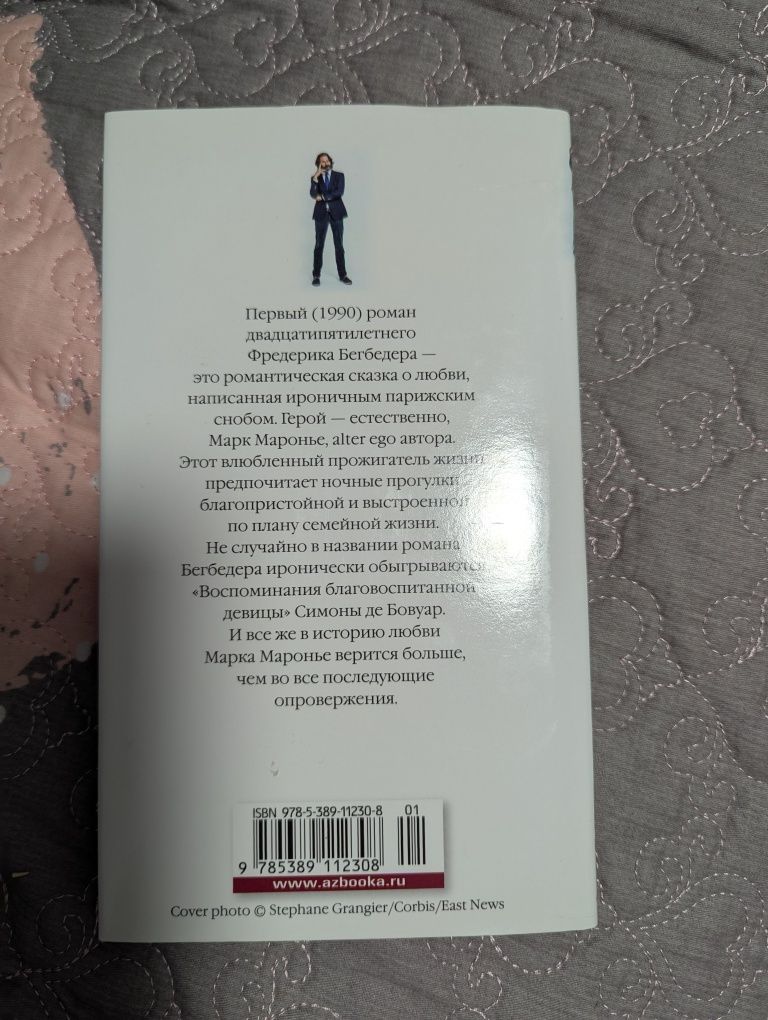 Первый (1990) роман
двадцатипятилетнего
Фредерика Бегбедера —
это романтическая сказка о любви,
написанная ироничным парижским
снобом. Герой — естественно,
Марк Маронье, alter ego автора.
Этот влюбленный прожигатель жизни
предпочитает ночные прогулки
благопристойной и выстроенной
по плану семейной жизни.
Не случайно в названии романа
Бегбедера иронически обыгрываются
«Воспоминания благовоспитанной
девицы» Симоны де Бовуар.
И все же в историю любви
Марка Маронье верится больше,
чем во все последующие
опровержения.
ISBN 978-5-389-11230-8 01
9 785389 112308
www.azbooka.ru
Cover photo © Stephane Grangier/Corbis/East News